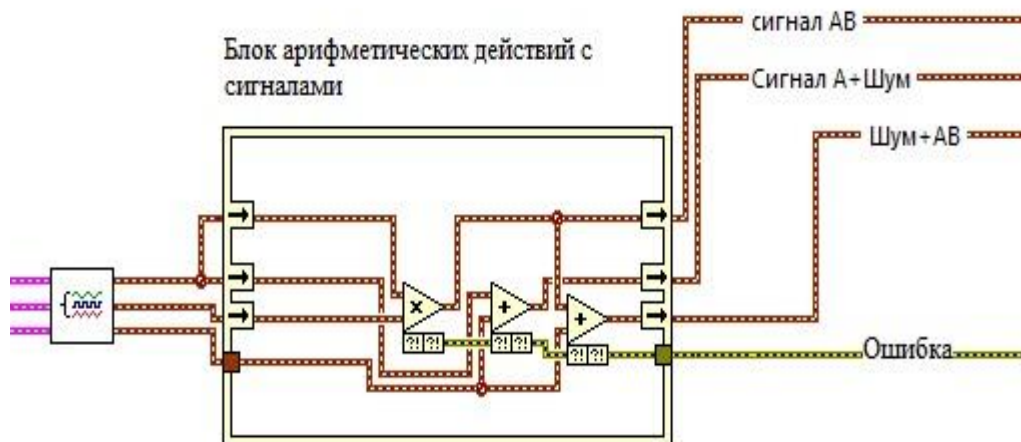 сигнал АВ
Блок арифметических действий с
сигналами
Сигнал А+Шум
Шум+АВ
x
+
+
?! ?! ?! ?! ?! ?!
Ошибка